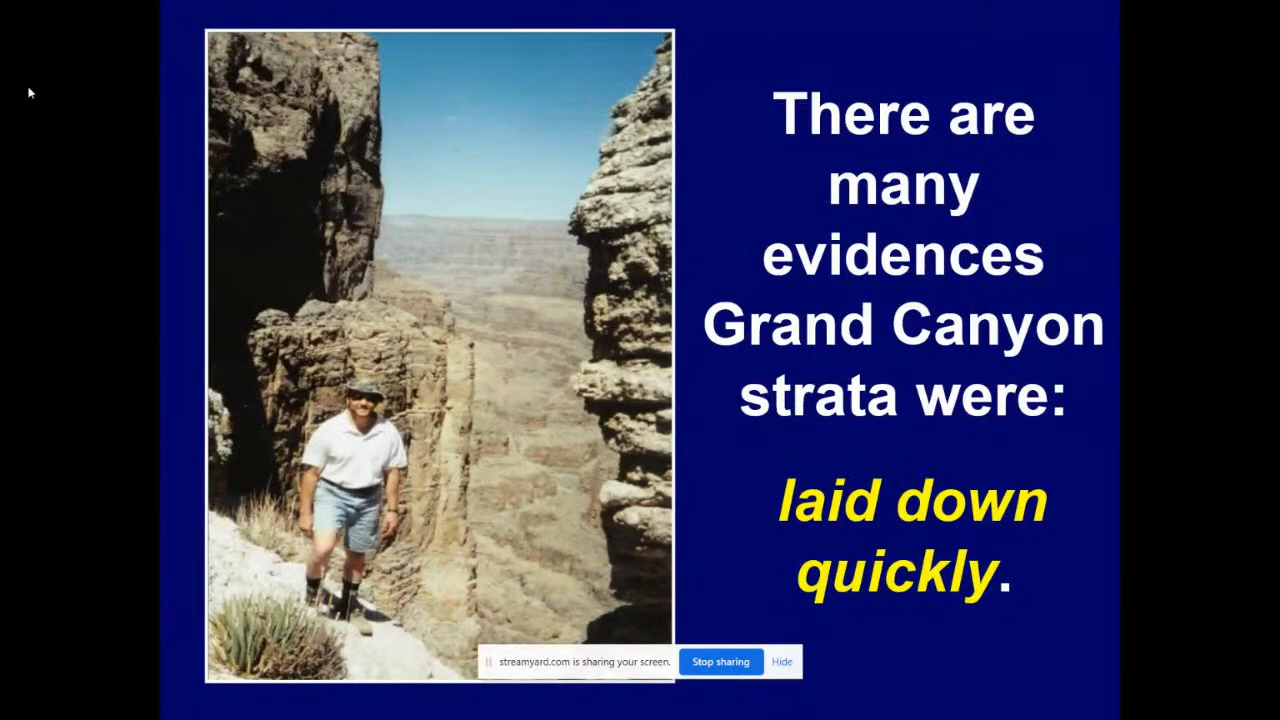 There are
many
evidences
Grand Canyon
strata were:
laid down
quickly.
streamyard.com is sharing your screen. Stop sharing Hide